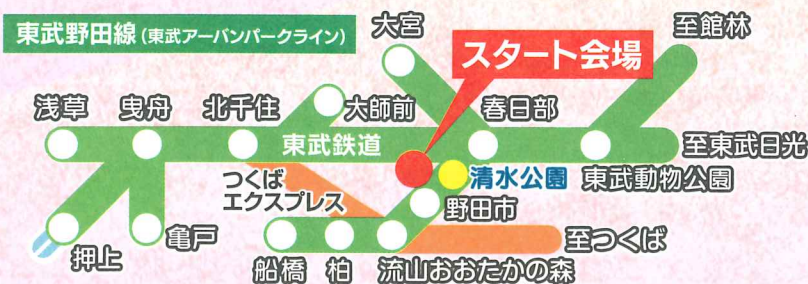 東武野田線(東武アーバンパークライン)
大宮
スタート会場
至館林
浅草
曳舟
北千住
大師前
春日部
東武鉄道
至東武日光
つくば
エクスプレス
清水公園
東武動物公園
野田市
押上
亀戸
船橋
柏
流山おおたかの森
至つくば